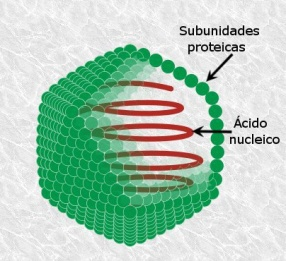 Subunidades
proteicas
Ácido
nucleico